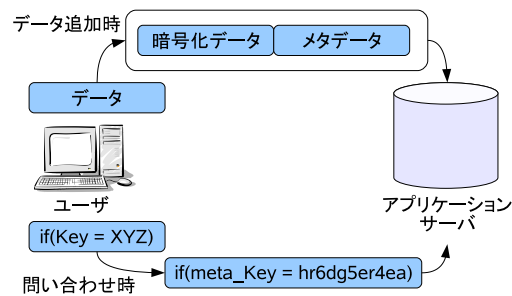 データ追加時
暗号化データ
メタデータ
データ
ユーザ
アプリケーション
サーバ
if(Key = XYZ)
if(meta_Key = hr6dg5er4ea)
問い合わせ時